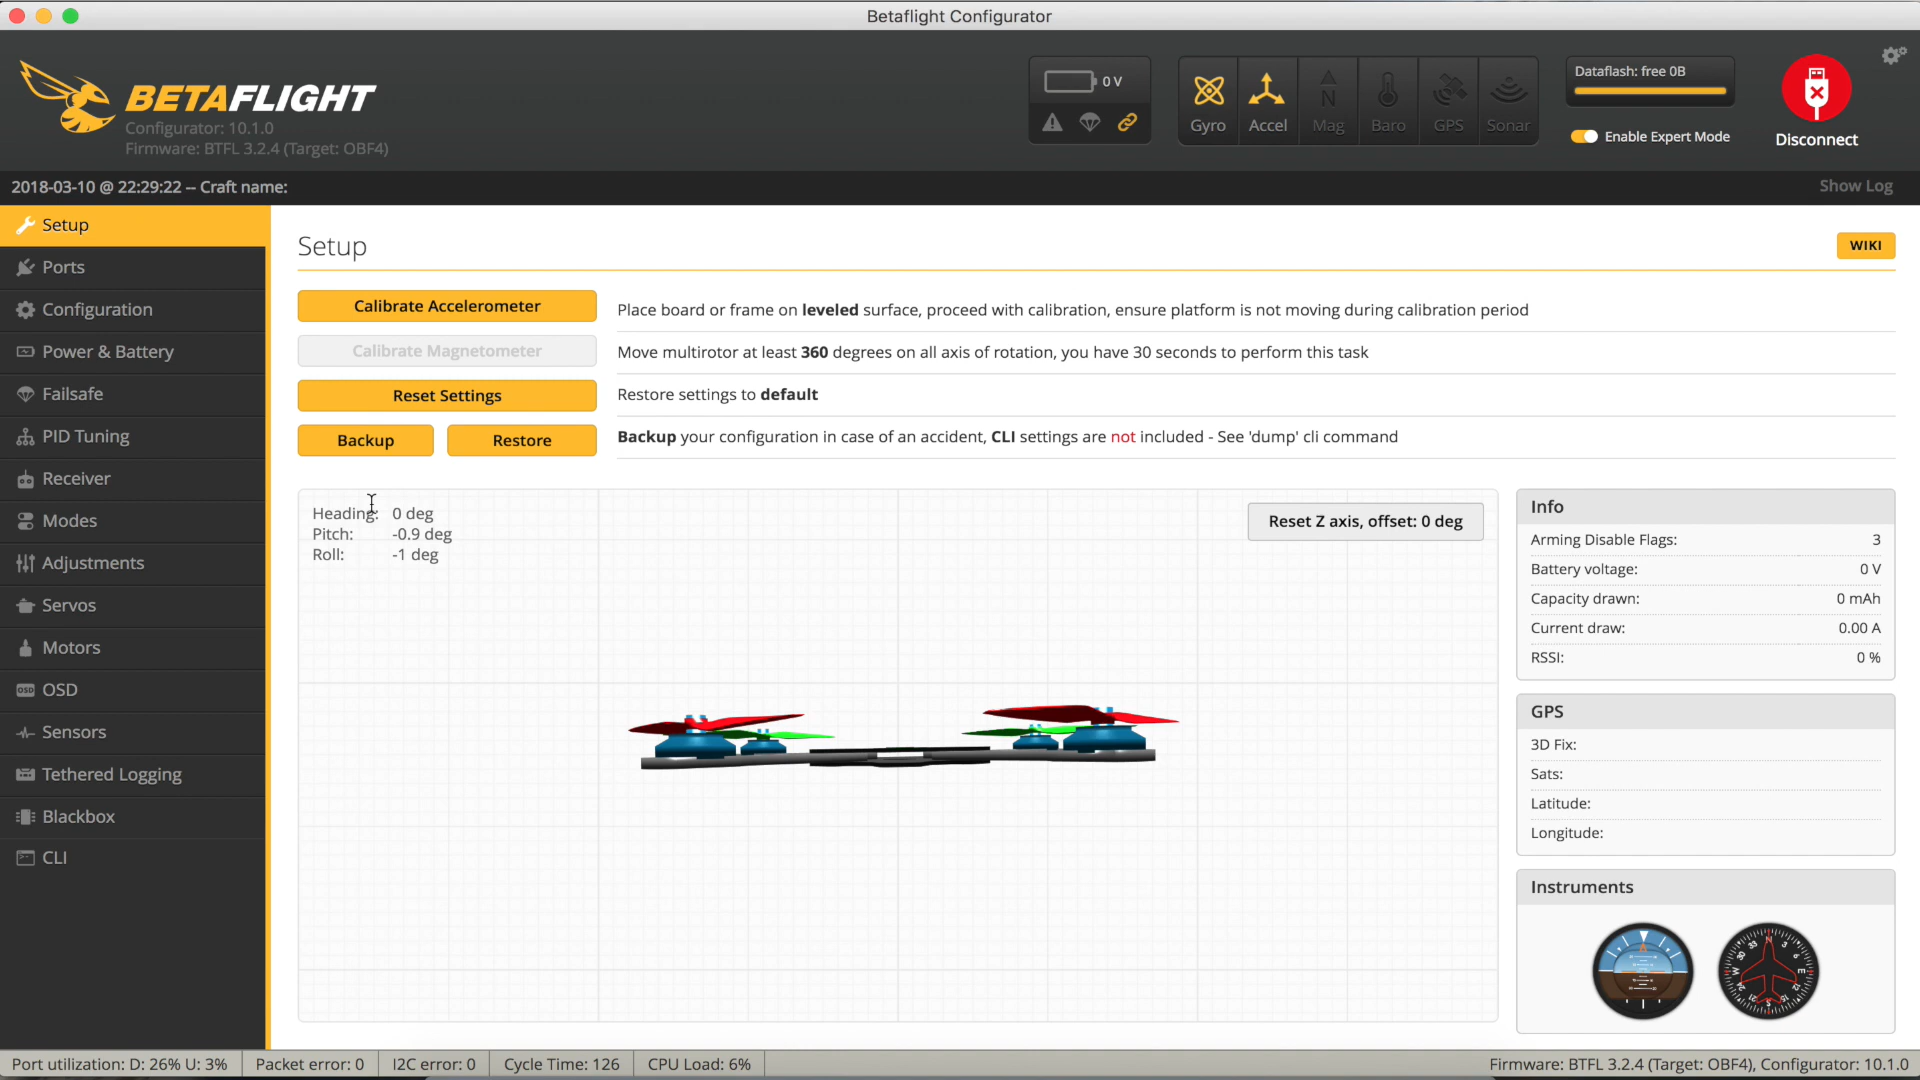 Betaflight Configurator
BETAFLIGHT
Configurator: 10.1.0
Firmware: BTFL 3.2.4 (Target: OBF4)
0 V
Gyro
Accel
Mag
Baro
GPS
Sonar
Dataflash: free 0B
Enable Expert Mode
Disconnect
2018-03-10 @ 22:29:22 -- Craft name:
Show Log
Setup
Ports
Configuration
Power & Battery
Failsafe
PID Tuning
Receiver
Modes
Adjustments
Servos
Motors
OSD
Sensors
Tethered Logging
Blackbox
CLI
Setup
WIKI
Calibrate Accelerometer
Place board or frame on leveled surface, proceed with calibration, ensure platform is not moving during calibration period
Calibrate Magnetometer
Move multirotor at least 360 degrees on all axis of rotation, you have 30 seconds to perform this task
Reset Settings
Restore settings to default
Backup
Restore
Backup your configuration in case of an accident, CLI settings are not included - See 'dump' cli command
Heading: 0 deg
Pitch: -0.9 deg
Roll: -1 deg
Reset Z axis, offset: 0 deg
Info
Arming Disable Flags: 3
Battery voltage: 0 V
Capacity drawn: 0 mAh
Current draw: 0.00 A
RSSI: 0 %
GPS
3D Fix:
Sats:
Latitude:
Longitude:
Instruments
Port utilization: D: 26% U: 3%
Packet error: 0
I2C error: 0
Cycle Time: 126
CPU Load: 6%
Firmware: BTFL 3.2.4 (Target: OBF4), Configurator: 10.1.0